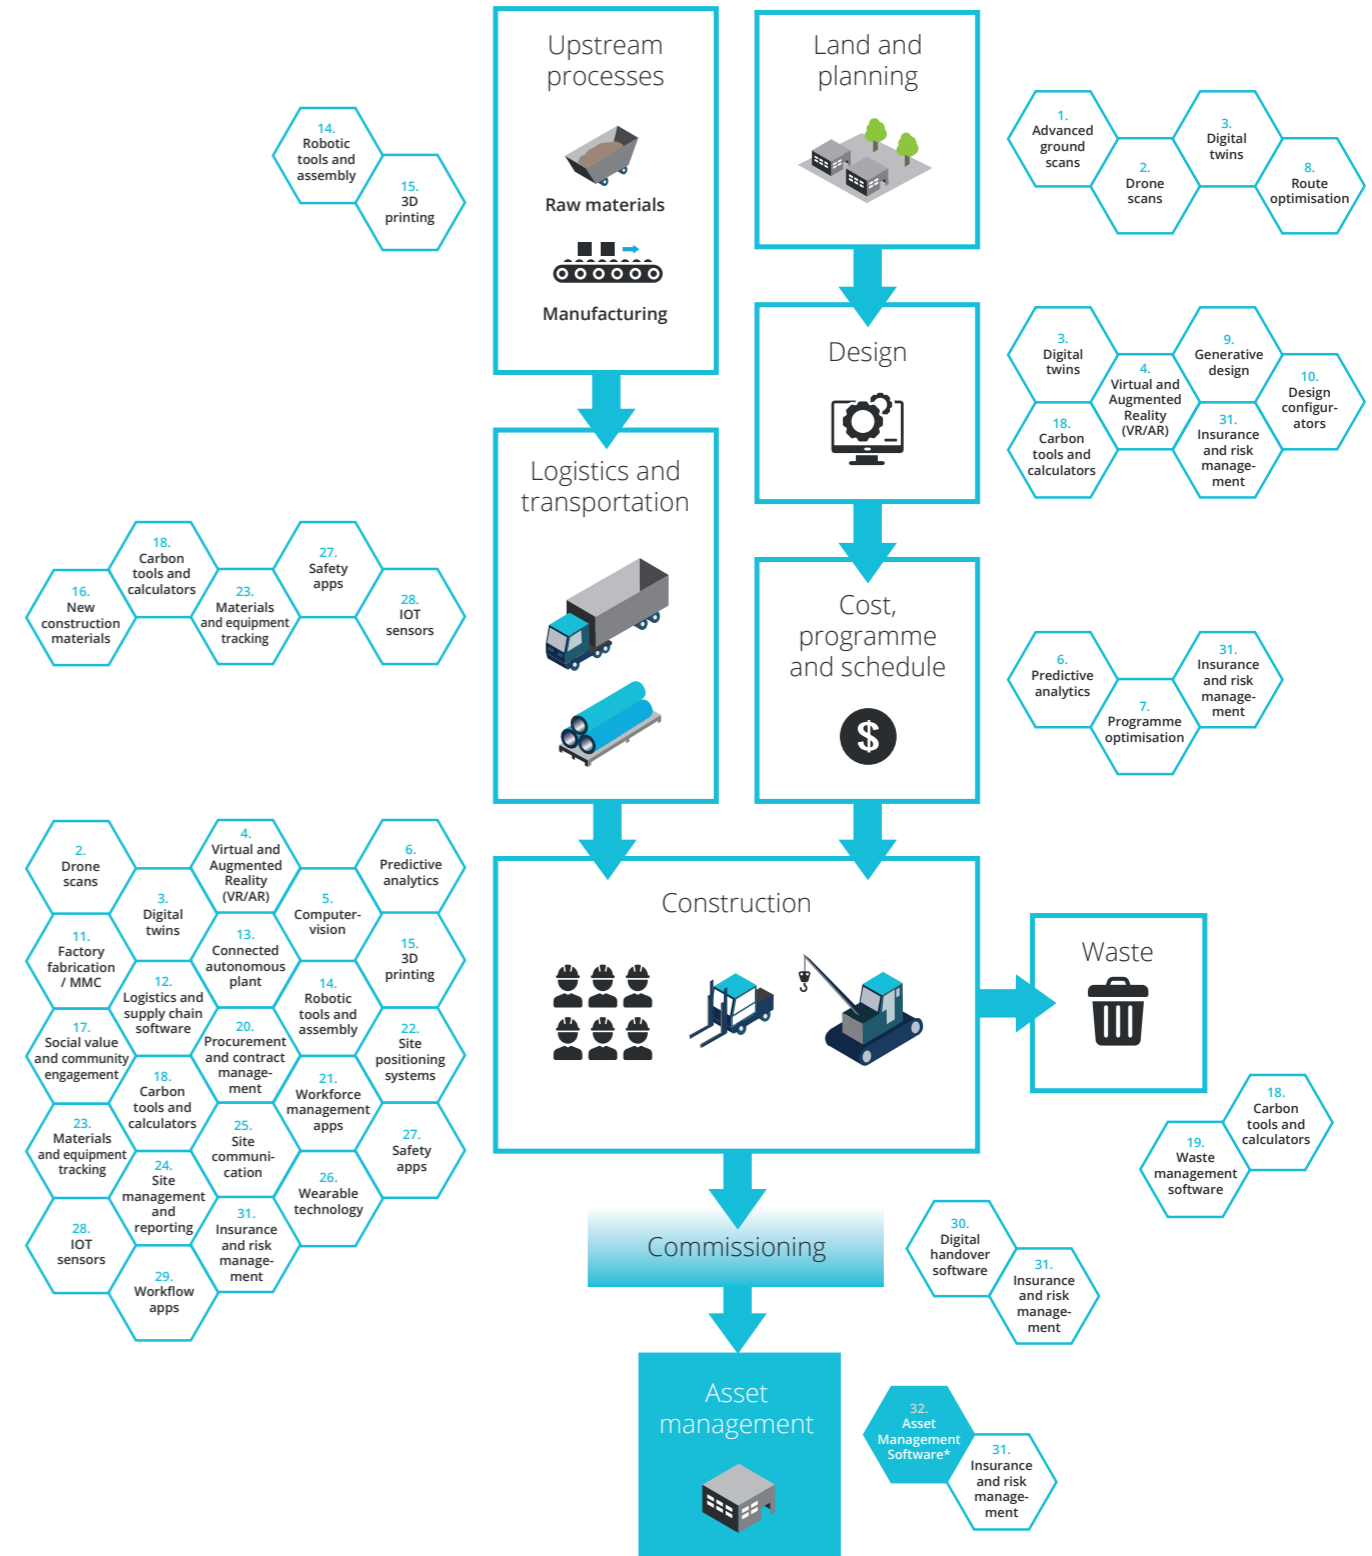 Upstream
processes
Raw materials
Manufacturing
Land and
planning
14.
Robotic
tools and
assembly
15.
3D
printing
1.
Advanced
ground
scans
2.
Drone
scans
3.
Digital
twins
8.
Route
optimisation
Design
3.
Digital
twins
18.
Carbon
tools and
calculators
4.
Virtual and
Augmented
Reality
(VR/AR)
9.
Generative
design
31.
Insurance
and risk
manage-
ment
10.
Design
configur-
ators
Logistics and
transportation
16.
New
construction
materials
18.
Carbon
tools and
calculators
23.
Materials
and equipment
tracking
27.
Safety
apps
28.
IOT
sensors
Cost,
programme
and schedule
$
6.
Predictive
analytics
7.
Programme
optimisation
31.
Insurance
and risk
manage-
ment
2.
Drone
scans
3.
Digital
twins
4.
Virtual and
Augmented
Reality
(VR/AR)
5.
Computer-
vision
6.
Predictive
analytics
11.
Factory
fabrication
/ MMC
12.
Logistics and
supply chain
software
13.
Connected
autonomous
plant
14.
Robotic
tools and
assembly
15.
3D
printing
17.
Social value
and community
engagement
18.
Carbon
tools and
calculators
20.
Procurement
and contract
manage-
ment
21.
Workforce
management
apps
22.
Site
positioning
systems
23.
Materials
and equipment
tracking
24.
Site
management
and
reporting
25.
Site
communi-
cation
26.
Wearable
technology
27.
Safety
apps
28.
IOT
sensors
29.
Workflow
apps
31.
Insurance
and risk
manage-
ment
Construction
Waste
18.
Carbon
tools and
calculators
19.
Waste
management
software
Commissioning
30.
Digital
handover
software
31.
Insurance
and risk
manage-
ment
Asset
management
32.
Asset
Management
Software*
31.
Insurance
and risk
manage-
ment